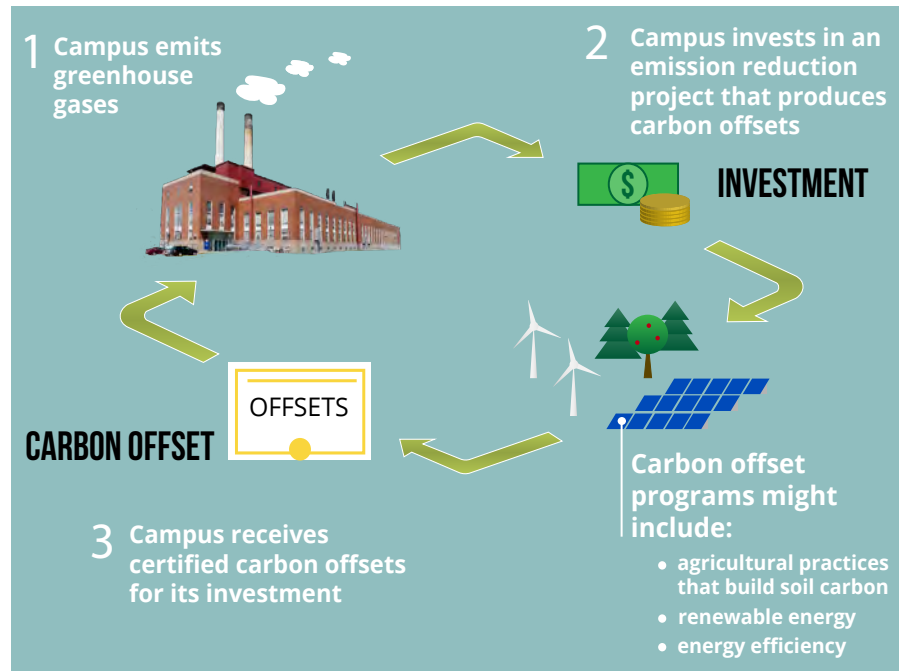 1 Campus emits
greenhouse
gases
2 Campus invests in an
emission reduction
project that produces
carbon offsets
$
INVESTMENT
Carbon offset
programs might
include:
• agricultural practices
that build soil carbon
• renewable energy
• energy efficiency
OFFSETS
CARBON OFFSET
3 Campus receives
certified carbon offsets
for its investment